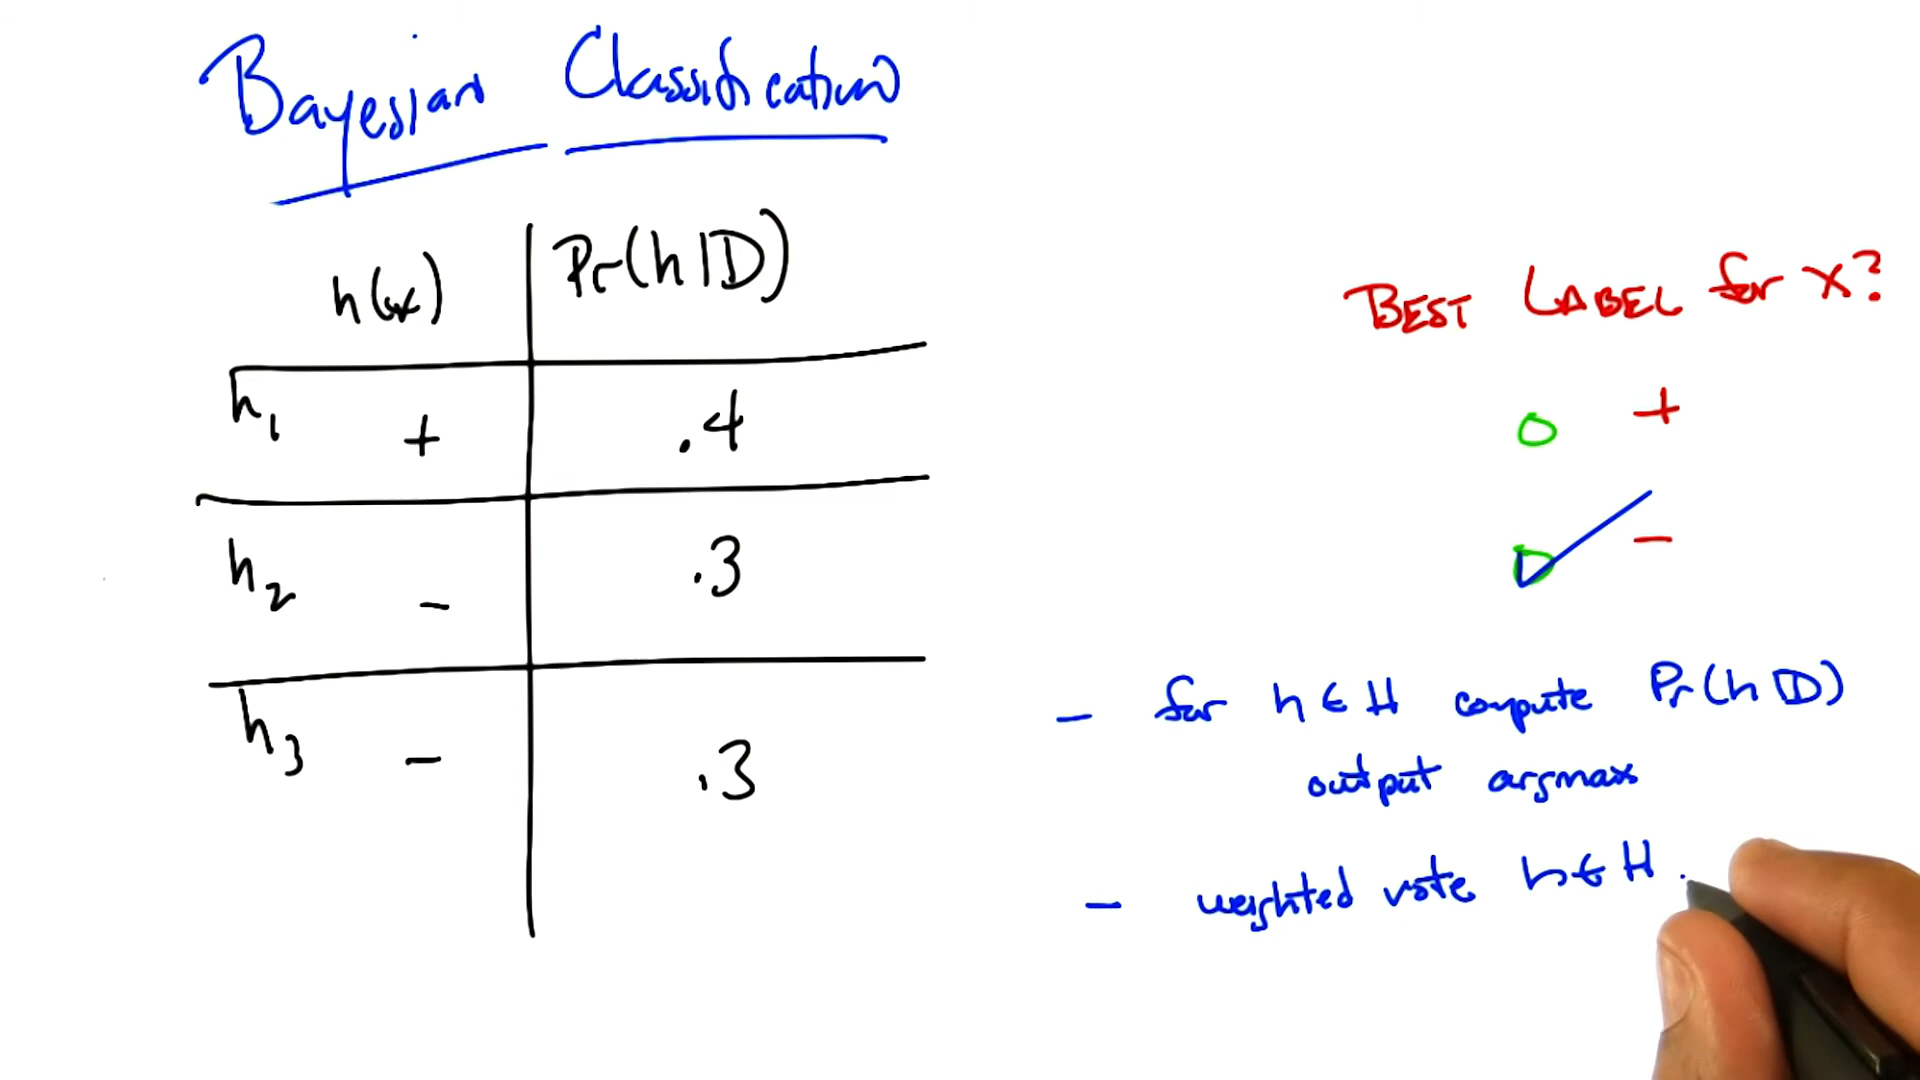 Bayesian Classification
h(x) Pr(h|D)
h1 + .4
h2 - .3
h3 - .3
BEST LABEL for x?
+
-
- for h ∈ H compute Pr(h|D)
output argmax
- weighted vote h ∈ H